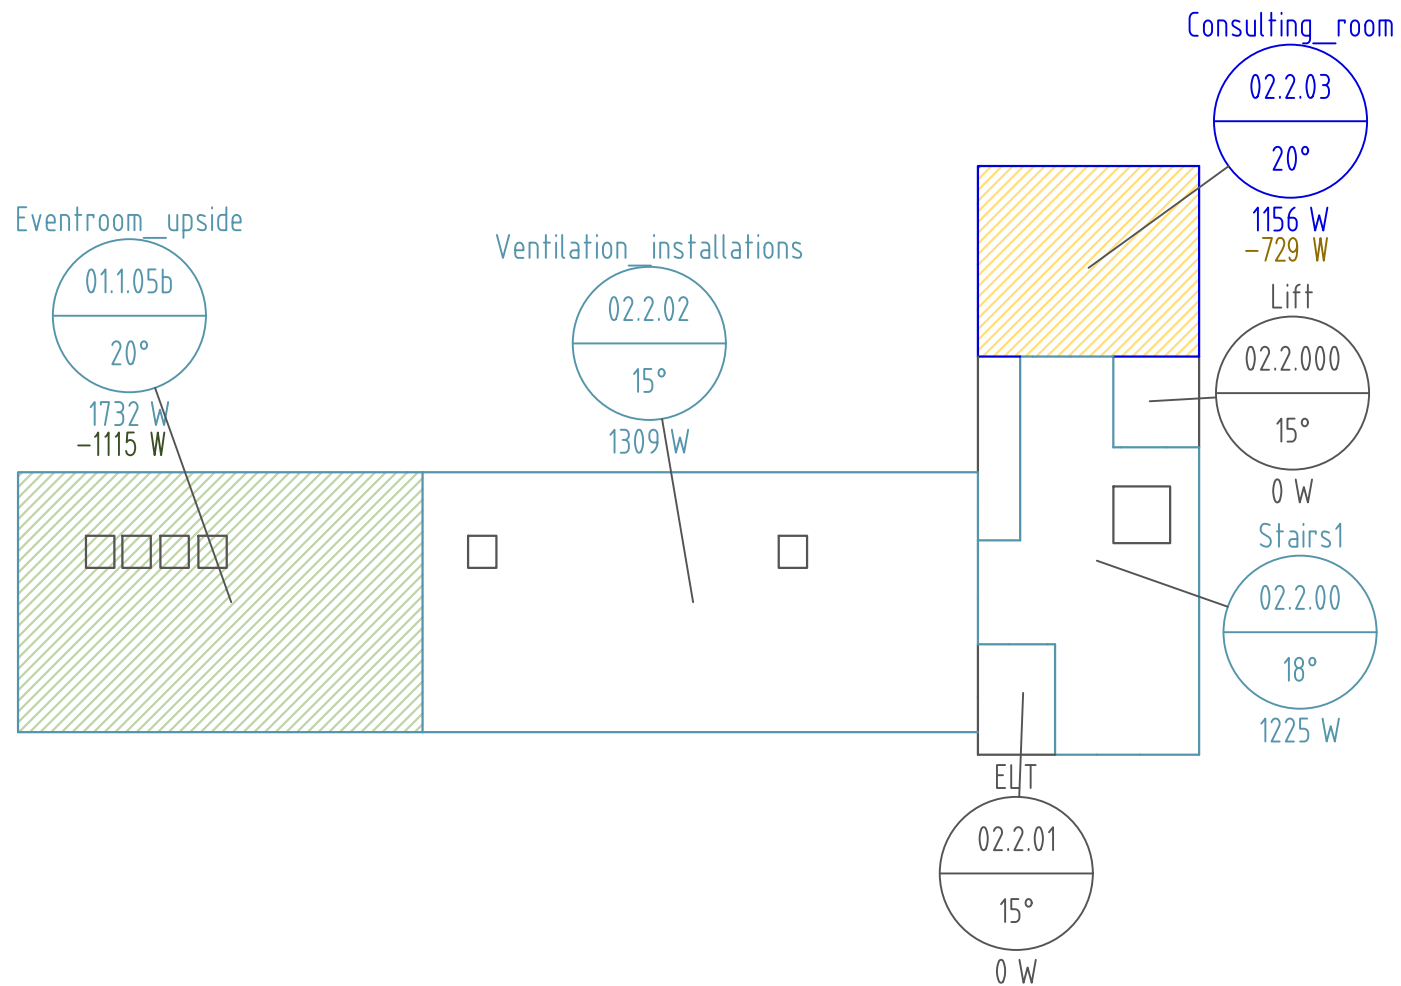 Consulting_room
02.2.03
20°
1156 W
-729 W
Eventroom_upside
01.1.05b
20°
1732 W
-1115 W
Ventilation_installations
02.2.02
15°
1309 W
Lift
02.2.000
15°
0 W
Stairs1
02.2.00
18°
1225 W
ELT
02.2.01
15°
0 W